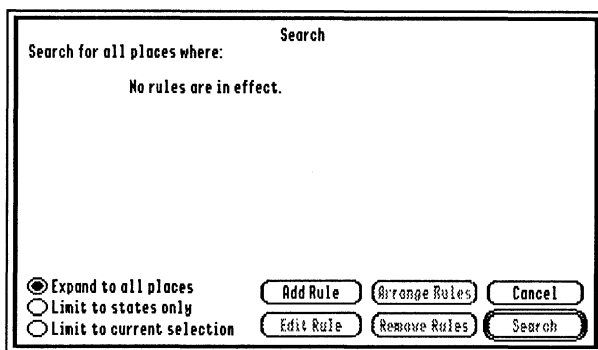 Search
Search for all places where:
No rules are in effect.
Expand to all places
Limit to states only
Limit to current selection
Add Rule
Arrange Rules
Cancel
Edit Rule
Remove Rules
Search